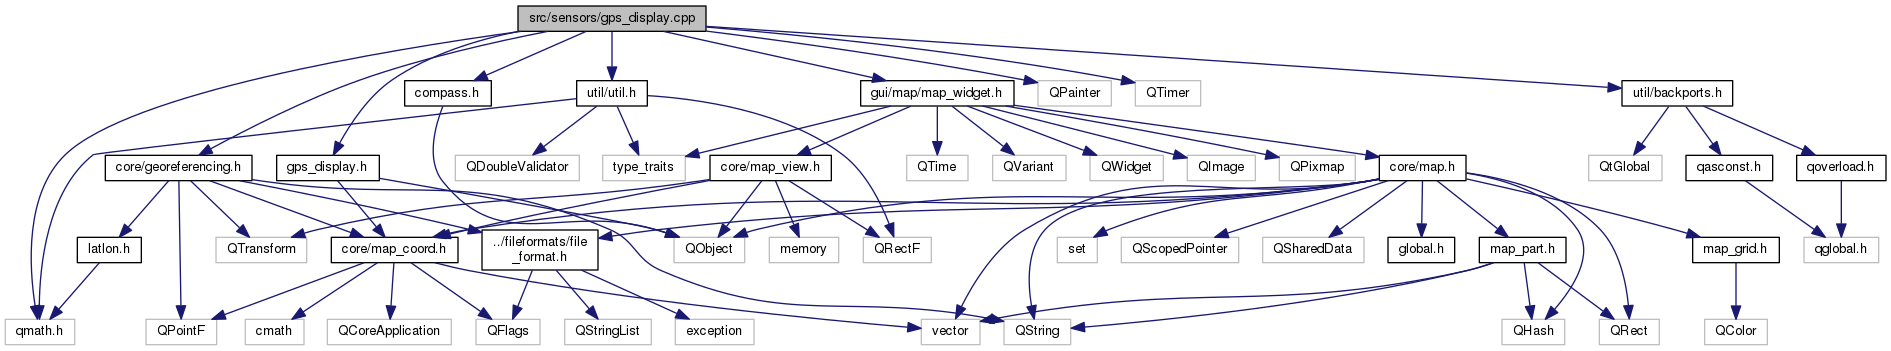 src/sensors/gps_display.cpp
compass.h
util/util.h
gui/map/map_widget.h
QPainter
QTimer
util/backports.h
core/georeferencing.h
gps_display.h
QDoubleValidator
type_traits
core/map_view.h
QTime
QVariant
QWidget
QImage
QPixmap
core/map.h
QtGlobal
qasconst.h
qoverload.h
latlon.h
QTransform
core/map_coord.h
../fileformats/file
_format.h
QObject
memory
QRectF
set
QScopedPointer
QSharedData
global.h
map_part.h
map_grid.h
qglobal.h
qmath.h
QPointF
cmath
QCoreApplication
QFlags
QStringList
exception
vector
QString
QHash
QRect
QColor